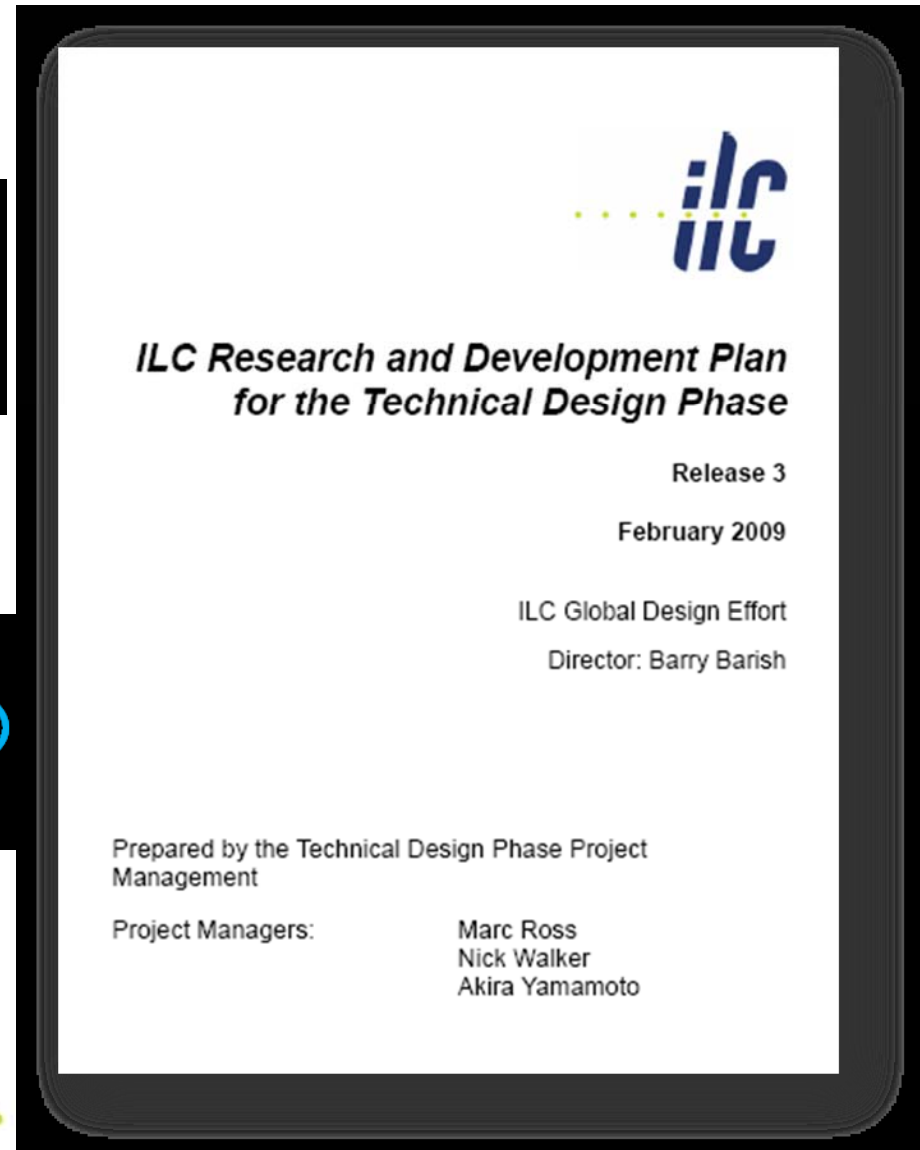 ilc
ILC Research and Development Plan
for the Technical Design Phase
Release 3
February 2009
ILC Global Design Effort
Director: Barry Barish
Prepared by the Technical Design Phase Project
Management
Project Managers: Marc Ross
Nick Walker
Akira Yamamoto